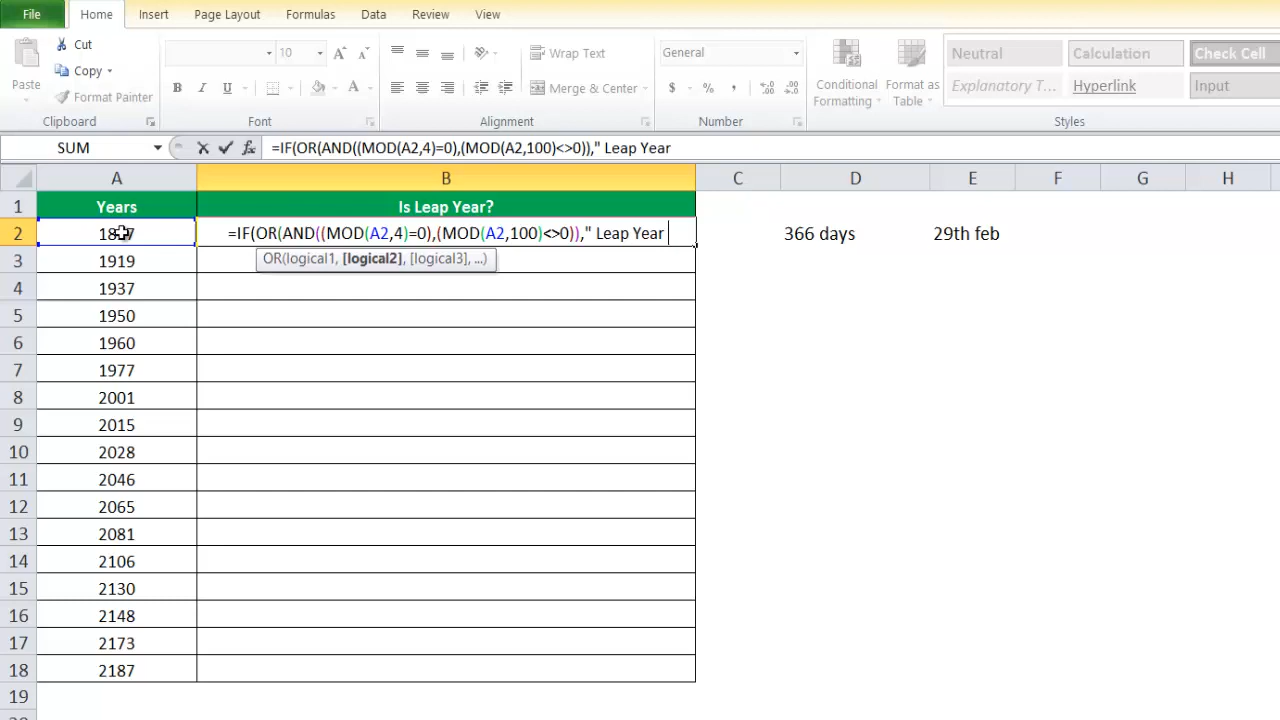 File Home Insert Page Layout Formulas Data Review View
Cut
Copy
Format Painter
Paste
10
A A
B I U A
Wrap Text
Merge & Center
General
$ % ,
Conditional Formatting
Format as Table
Neutral Calculation Check Cell
Explanatory T... Hyperlink Input
Clipboard Font Alignment Number Styles
SUM fx =IF(OR(AND((MOD(A2,4)=0),(MOD(A2,100)<>0))," Leap Year
A B C D E F G H
1 Years Is Leap Year?
2 =IF(OR(AND((MOD(A2,4)=0),(MOD(A2,100)<>0))," Leap Year 366 days 29th feb
OR(logical1, [logical2], [logical3], ...)
3 1919
4 1937
5 1950
6 1960
7 1977
8 2001
9 2015
10 2028
11 2046
12 2065
13 2081
14 2106
15 2130
16 2148
17 2173
18 2187
19